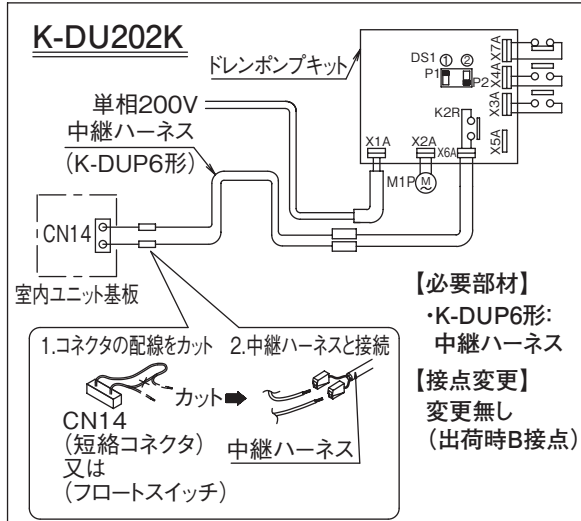 K-DU202K
ドレンポンプキット
DS1 ① ②
P1
P2
X7A
X4A
X3A
X5A
K2R
X1A
X2A
X6A
M1P M
単相200V
中継ハーネス
(K-DUP6形)
CN14
室内ユニット基板
【必要部材】
・K-DUP6形:
中継ハーネス
【接点変更】
変更無し
(出荷時B接点)
1.コネクタの配線をカット
2.中継ハーネスと接続
カット
CN14
(短絡コネクタ)
又は
(フロートスイッチ)
中継ハーネス